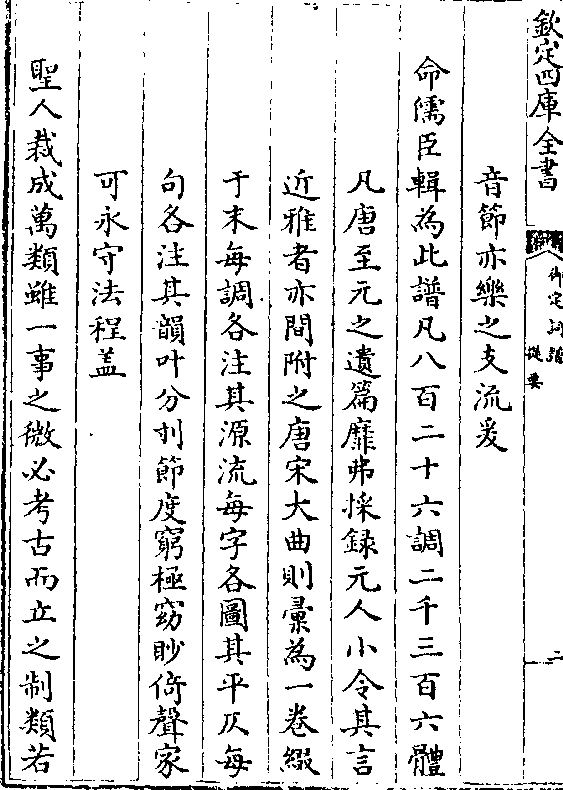 欽定四庫全書
御定詞譜
提要
二
音節亦樂之支流爰
命儒臣輯為此譜凡八百二十六調二千三百六體
凡唐至元之遺篇靡弗採録元人小令其言
近雅者亦間附之唐宋大曲則彚為一卷綴
于末每調各注其源流每字各圖其平仄每
句各注其韻叶分刌節度窮極窈眇倚聲家
可永守法程蓋
聖人裁成萬類雖一事之微必考古而立之制類若